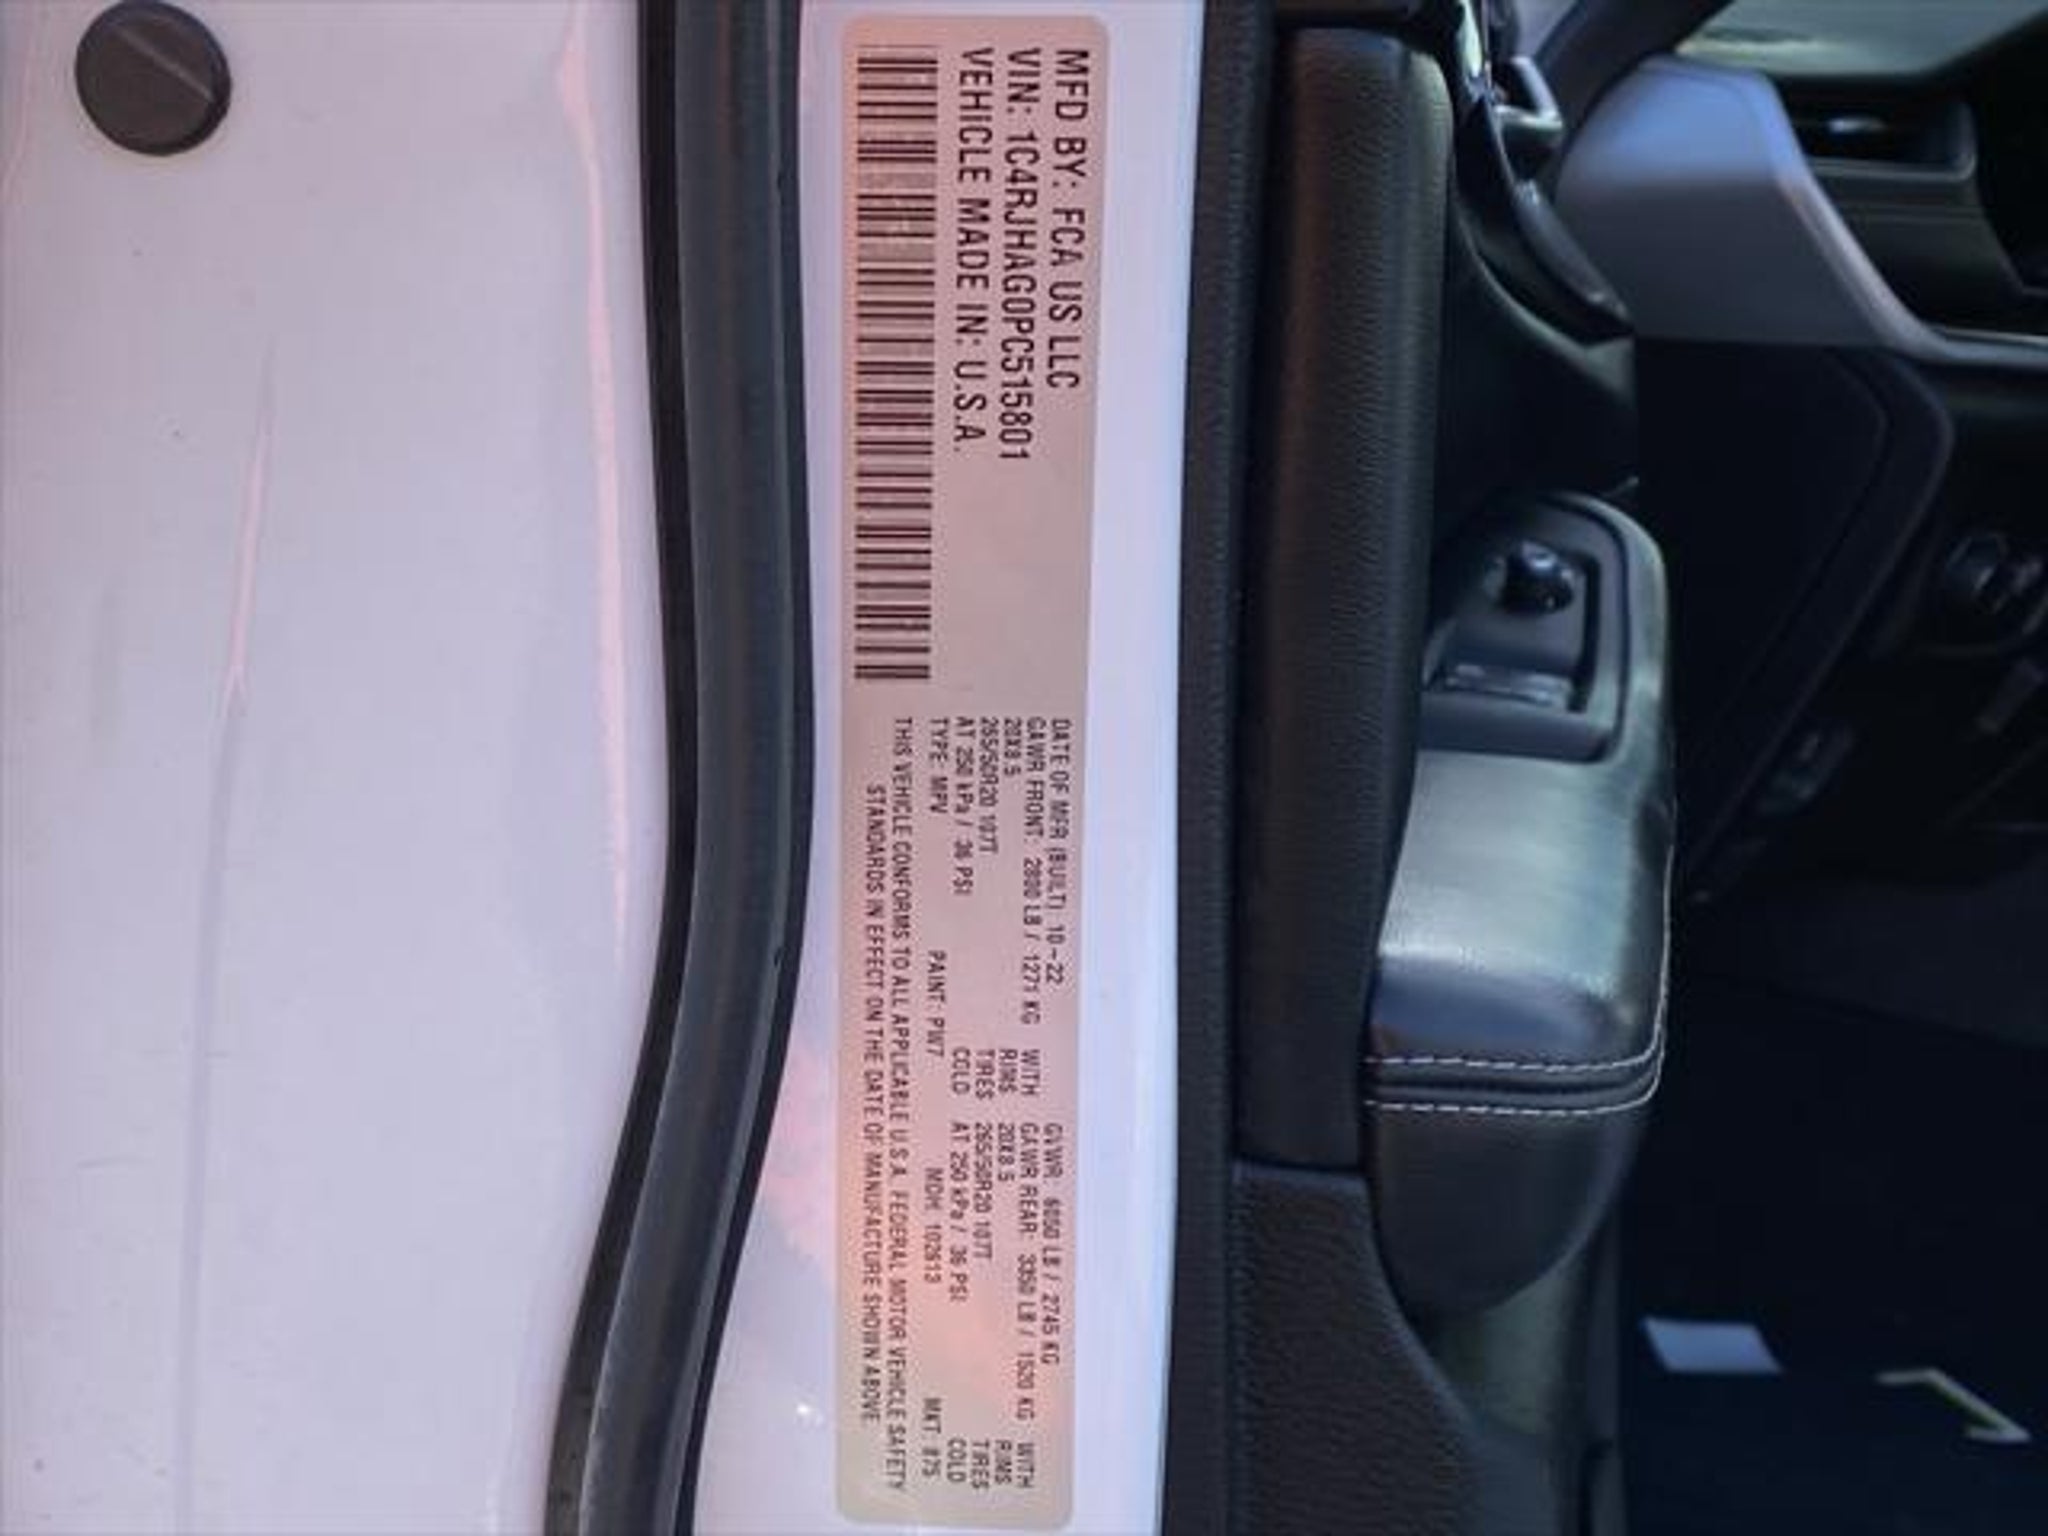 MFD BY: FCA US LLC
VIN: 1C4RJHAG0PC515801
VEHICLE MADE IN: U.S.A.
DATE OF MFR (BUILT) 10-22 GVWR: 6050 LB / 2745 KG
GAWR FRONT: 2800 LB / 1271 KG WITH GAWR REAR: 3350 LB / 1520 KG WITH
20X8.5 RIMS 20X8.5 RIMS
265/50R20 107T TIRES 265/50R20 107T TIRES
AT 250 kPa / 36 PSI COLD AT 250 kPa / 36 PSI COLD
TYPE: MPV PAINT: PW7 MDH: 102613 MKT: 875
THIS VEHICLE CONFORMS TO ALL APPLICABLE U.S.A. FEDERAL MOTOR VEHICLE SAFETY
STANDARDS IN EFFECT ON THE DATE OF MANUFACTURE SHOWN ABOVE.